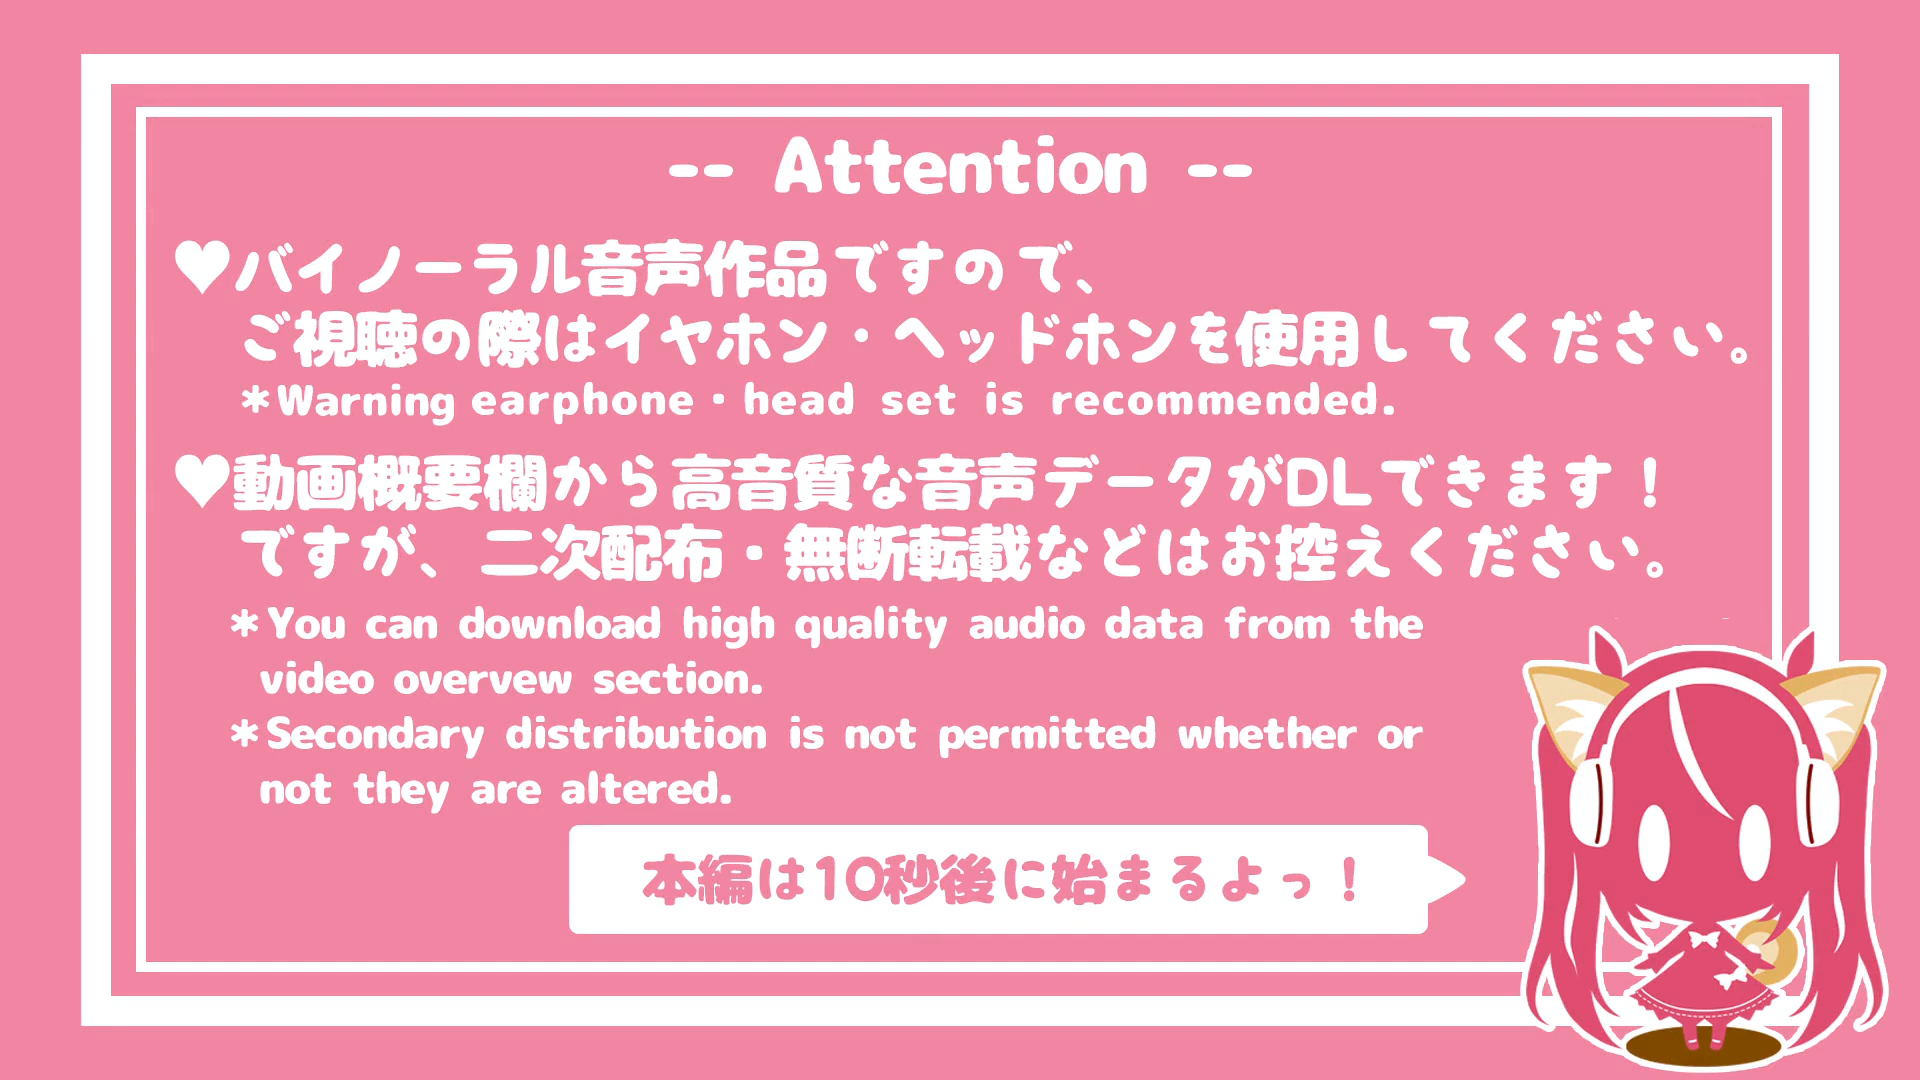 -- Attention --
♥バイノーラル音声作品ですので、
ご視聴の際はイヤホン・ヘッドホンを使用してください。
*Warning earphone・head set is recommended.
♥動画概要欄から高音質な音声データがDLできます！
ですが、二次配布・無断転載などはお控えください。
*You can download high quality audio data from the
video overvew section.
*Secondary distribution is not permitted whether or
not they are altered.
本編は10秒後に始まるよっ！